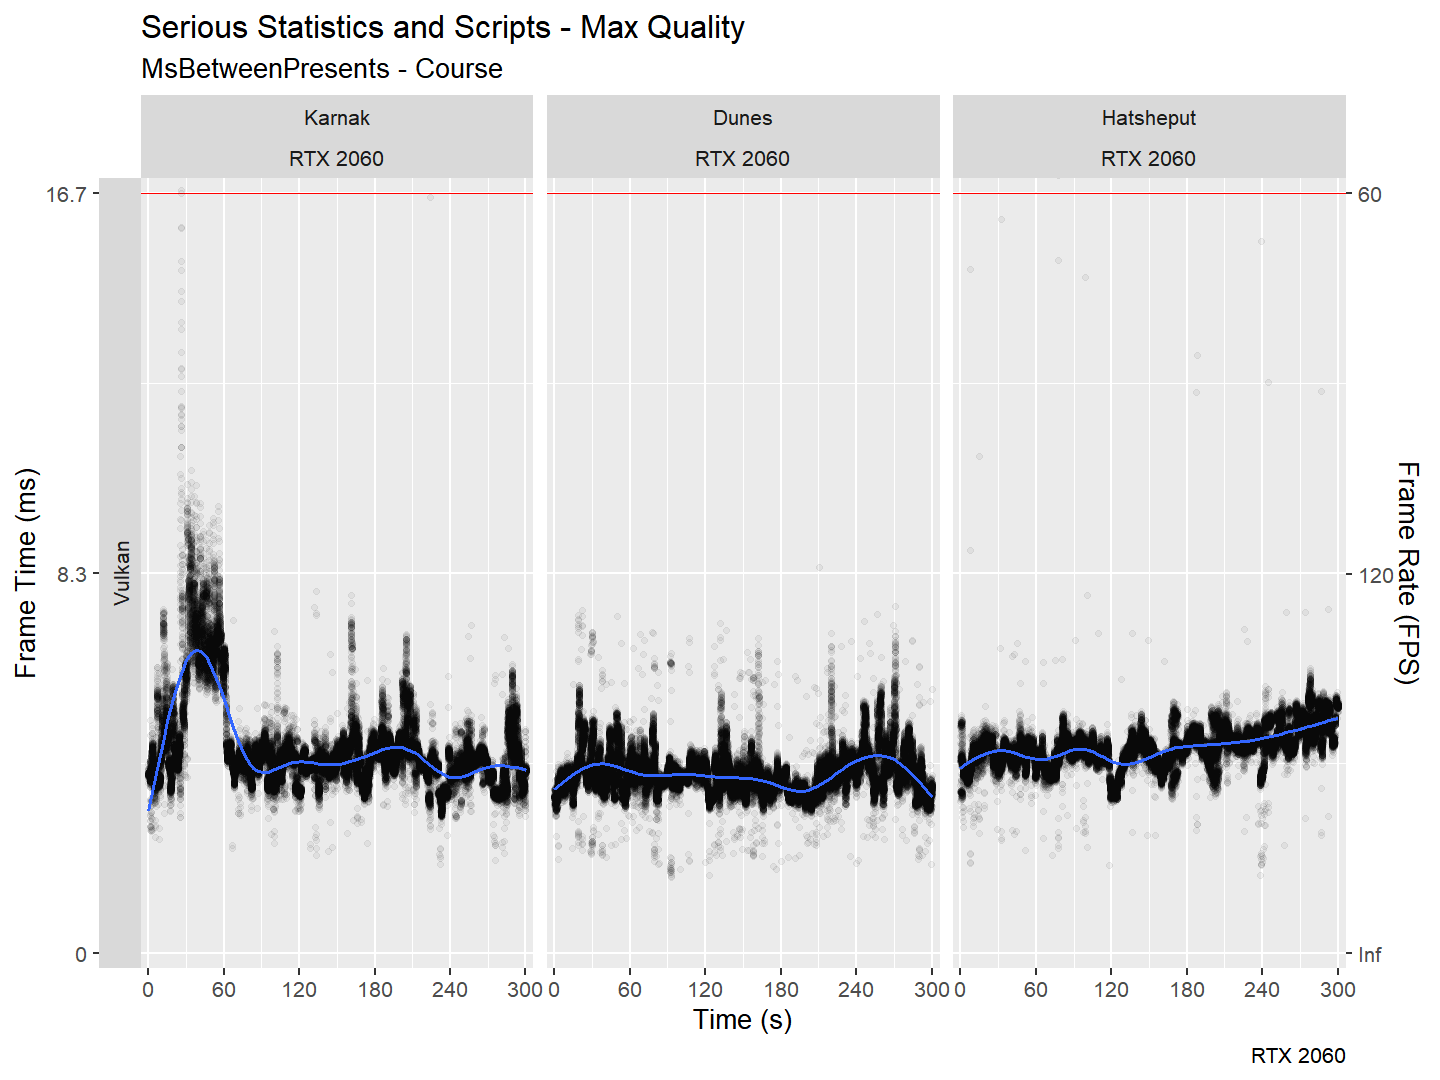 Serious Statistics and Scripts - Max Quality
MsBetweenPresents - Course
Karnak
RTX 2060
Dunes
RTX 2060
Hatsheput
RTX 2060
Vulkan
Frame Time (ms)
16.7
8.3
0
60
120
Inf
Frame Rate (FPS)
0 60 120 180 240 300
0 60 120 180 240 300
0 60 120 180 240 300
Time (s)
RTX 2060